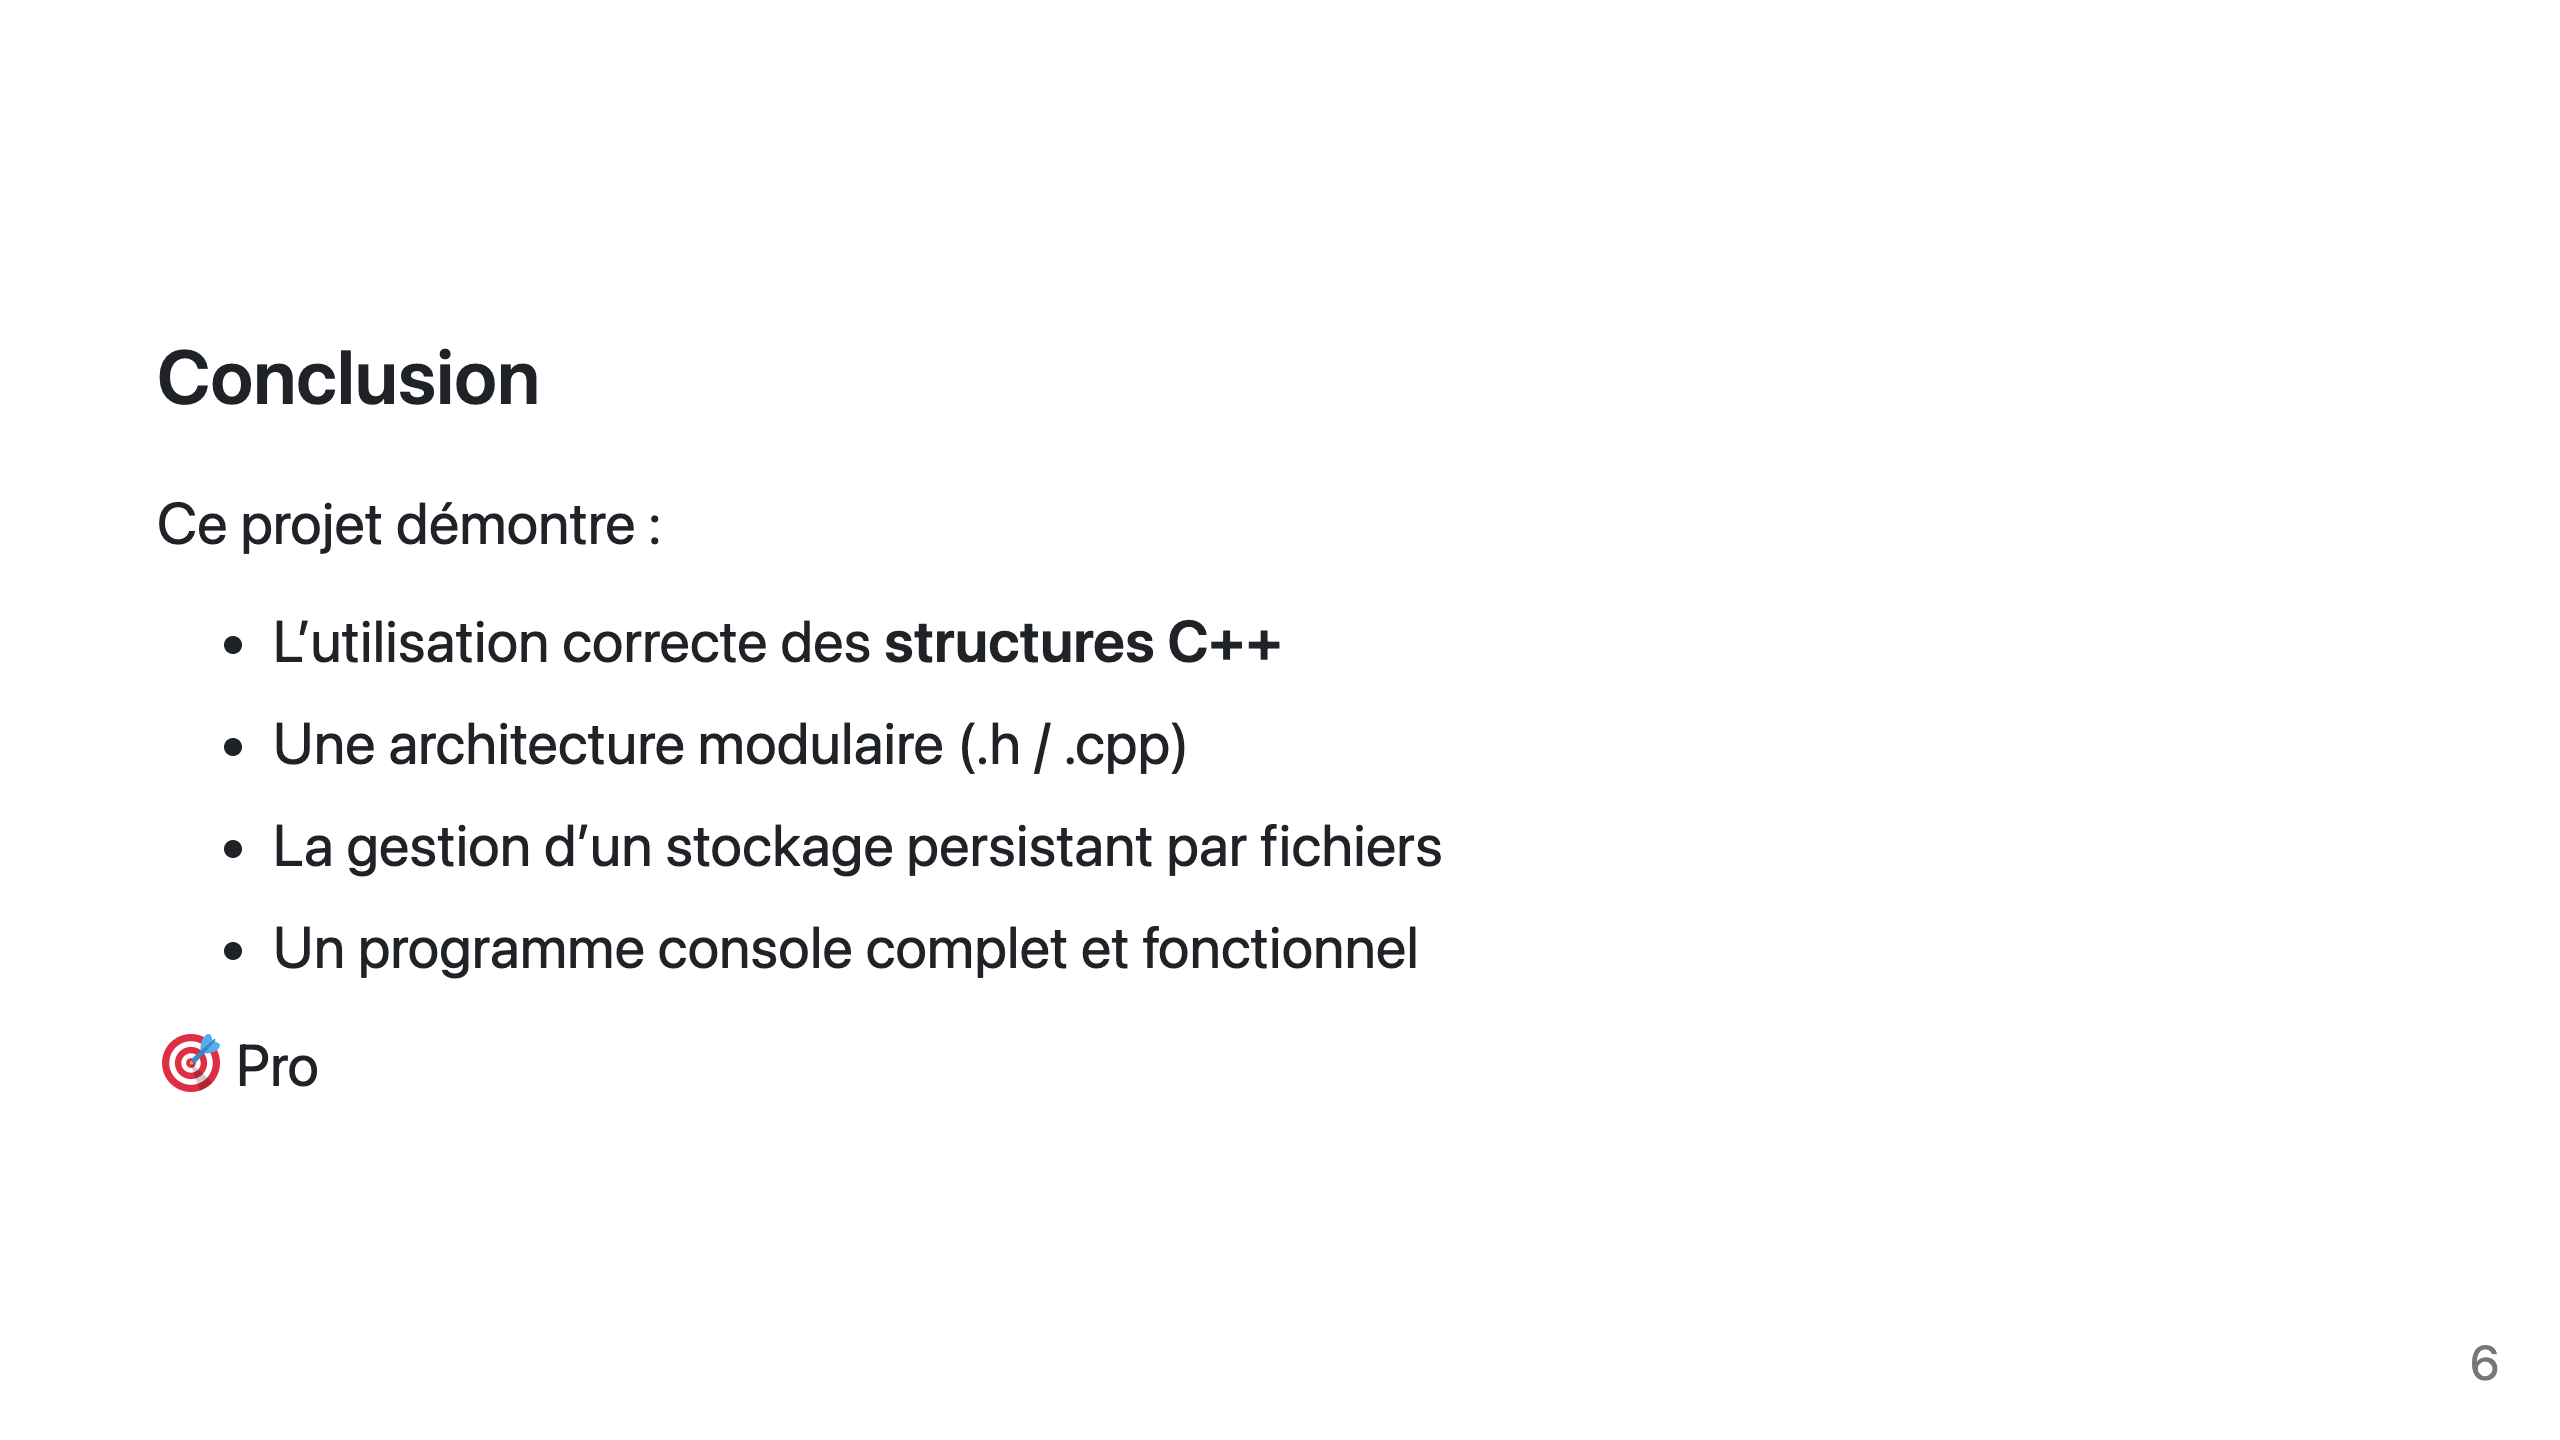 Conclusion
Ce projet démontre :
• L’utilisation correcte des structures C++
• Une architecture modulaire (.h / .cpp)
• La gestion d’un stockage persistant par fichiers
• Un programme console complet et fonctionnel
🎯 Pro
6